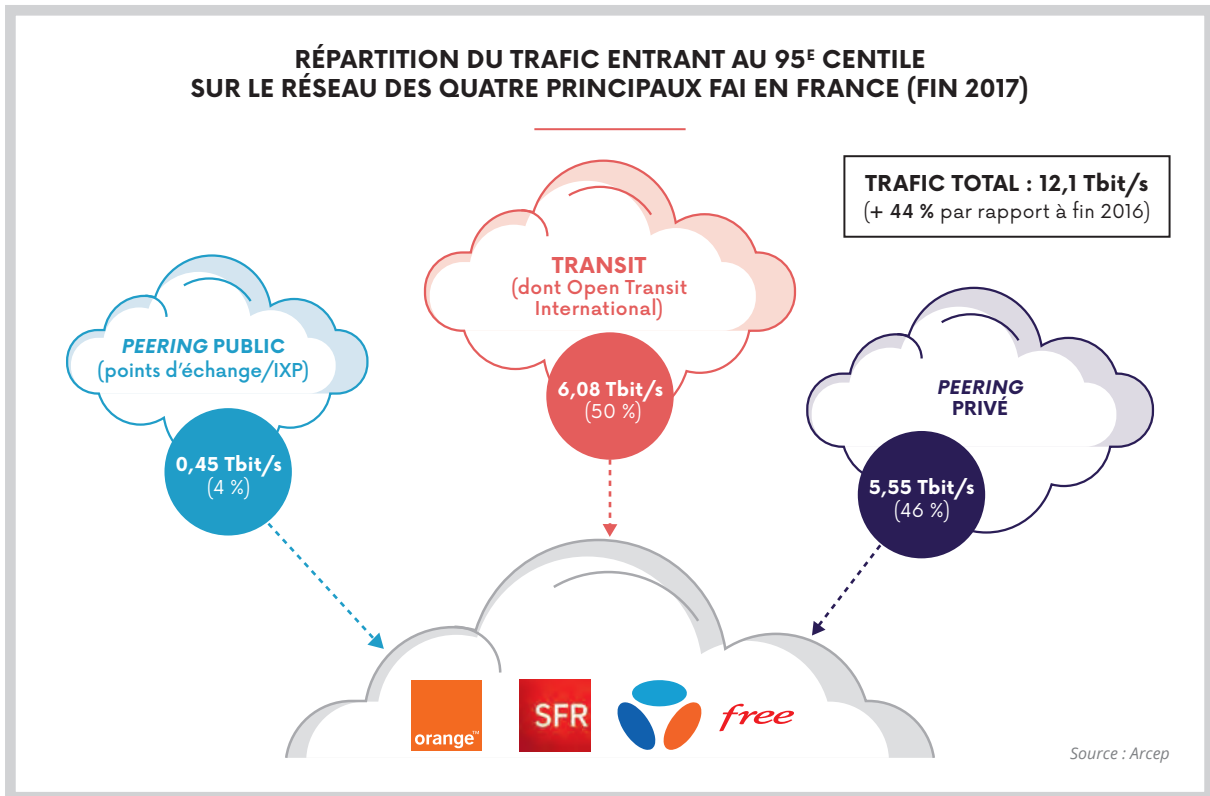 RÉPARTITION DU TRAFIC ENTRANT AU 95ᴱ CENTILE
SUR LE RÉSEAU DES QUATRE PRINCIPAUX FAI EN FRANCE (FIN 2017)
TRAFIC TOTAL : 12,1 Tbit/s
(+ 44 % par rapport à fin 2016)
TRANSIT
(dont Open Transit
International)
6,08 Tbit/s
(50 %)
PEERING PUBLIC
(points d'échange/IXP)
0,45 Tbit/s
(4 %)
PEERING
PRIVÉ
5,55 Tbit/s
(46 %)
orange™
SFR
free
Source : Arcep